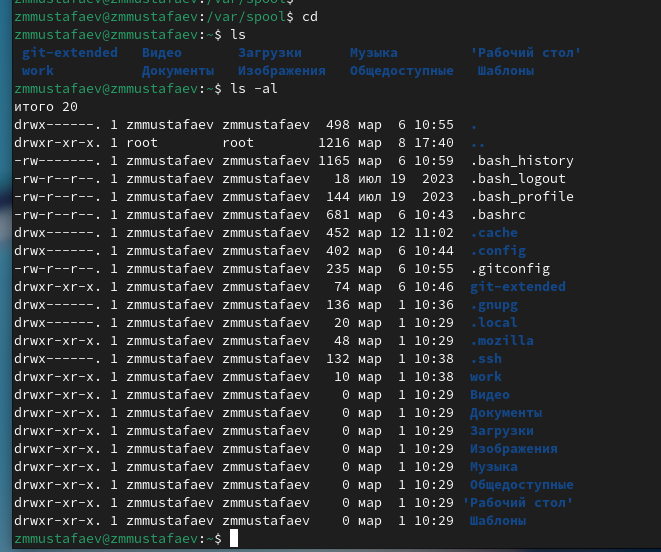 zmmustafaev@zmmustafaev:/var/spool$
zmmustafaev@zmmustafaev:/var/spool$ cd
zmmustafaev@zmmustafaev:~$ ls
git-extended Видео Загрузки Музыка 'Рабочий стол'
work Документы Изображения Общедоступные Шаблоны
zmmustafaev@zmmustafaev:~$ ls -al
итого 20
drwx------. 1 zmmustafaev zmmustafaev 498 мар 6 10:55 .
drwxr-xr-x. 1 root root 1216 мар 8 17:40 ..
-rw-------. 1 zmmustafaev zmmustafaev 1165 мар 6 10:59 .bash_history
-rw-r--r--. 1 zmmustafaev zmmustafaev 18 июл 19 2023 .bash_logout
-rw-r--r--. 1 zmmustafaev zmmustafaev 144 июл 19 2023 .bash_profile
-rw-r--r--. 1 zmmustafaev zmmustafaev 681 мар 6 10:43 .bashrc
drwx------. 1 zmmustafaev zmmustafaev 452 мар 12 11:02 .cache
drwx------. 1 zmmustafaev zmmustafaev 402 мар 6 10:44 .config
-rw-r--r--. 1 zmmustafaev zmmustafaev 235 мар 6 10:55 .gitconfig
drwxr-xr-x. 1 zmmustafaev zmmustafaev 74 мар 6 10:46 git-extended
drwx------. 1 zmmustafaev zmmustafaev 136 мар 1 10:36 .gnupg
drwx------. 1 zmmustafaev zmmustafaev 20 мар 1 10:29 .local
drwxr-xr-x. 1 zmmustafaev zmmustafaev 48 мар 1 10:29 .mozilla
drwx------. 1 zmmustafaev zmmustafaev 132 мар 1 10:38 .ssh
drwxr-xr-x. 1 zmmustafaev zmmustafaev 10 мар 1 10:38 work
drwxr-xr-x. 1 zmmustafaev zmmustafaev 0 мар 1 10:29 Видео
drwxr-xr-x. 1 zmmustafaev zmmustafaev 0 мар 1 10:29 Документы
drwxr-xr-x. 1 zmmustafaev zmmustafaev 0 мар 1 10:29 Загрузки
drwxr-xr-x. 1 zmmustafaev zmmustafaev 0 мар 1 10:29 Изображения
drwxr-xr-x. 1 zmmustafaev zmmustafaev 0 мар 1 10:29 Музыка
drwxr-xr-x. 1 zmmustafaev zmmustafaev 0 мар 1 10:29 Общедоступные
drwxr-xr-x. 1 zmmustafaev zmmustafaev 0 мар 1 10:29 'Рабочий стол'
drwxr-xr-x. 1 zmmustafaev zmmustafaev 0 мар 1 10:29 Шаблоны
zmmustafaev@zmmustafaev:~$